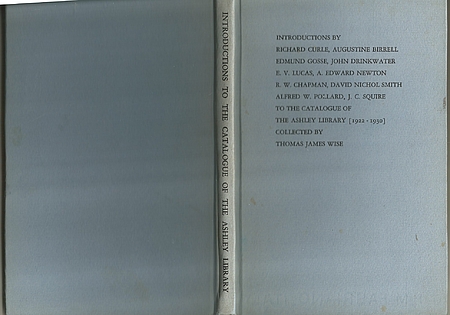 INTRODUCTIONS TO THE CATALOGUE OF THE ASHLEY LIBRARY
INTRODUCTIONS BY
RICHARD CURLE, AUGUSTINE BIRRELL
EDMUND GOSSE, JOHN DRINKWATER
E. V. LUCAS, A. EDWARD NEWTON
R. W. CHAPMAN, DAVID NICHOL SMITH
ALFRED W. POLLARD, J. C. SQUIRE
TO THE CATALOGUE OF
THE ASHLEY LIBRARY [1922-1930]
COLLECTED BY
THOMAS JAMES WISE